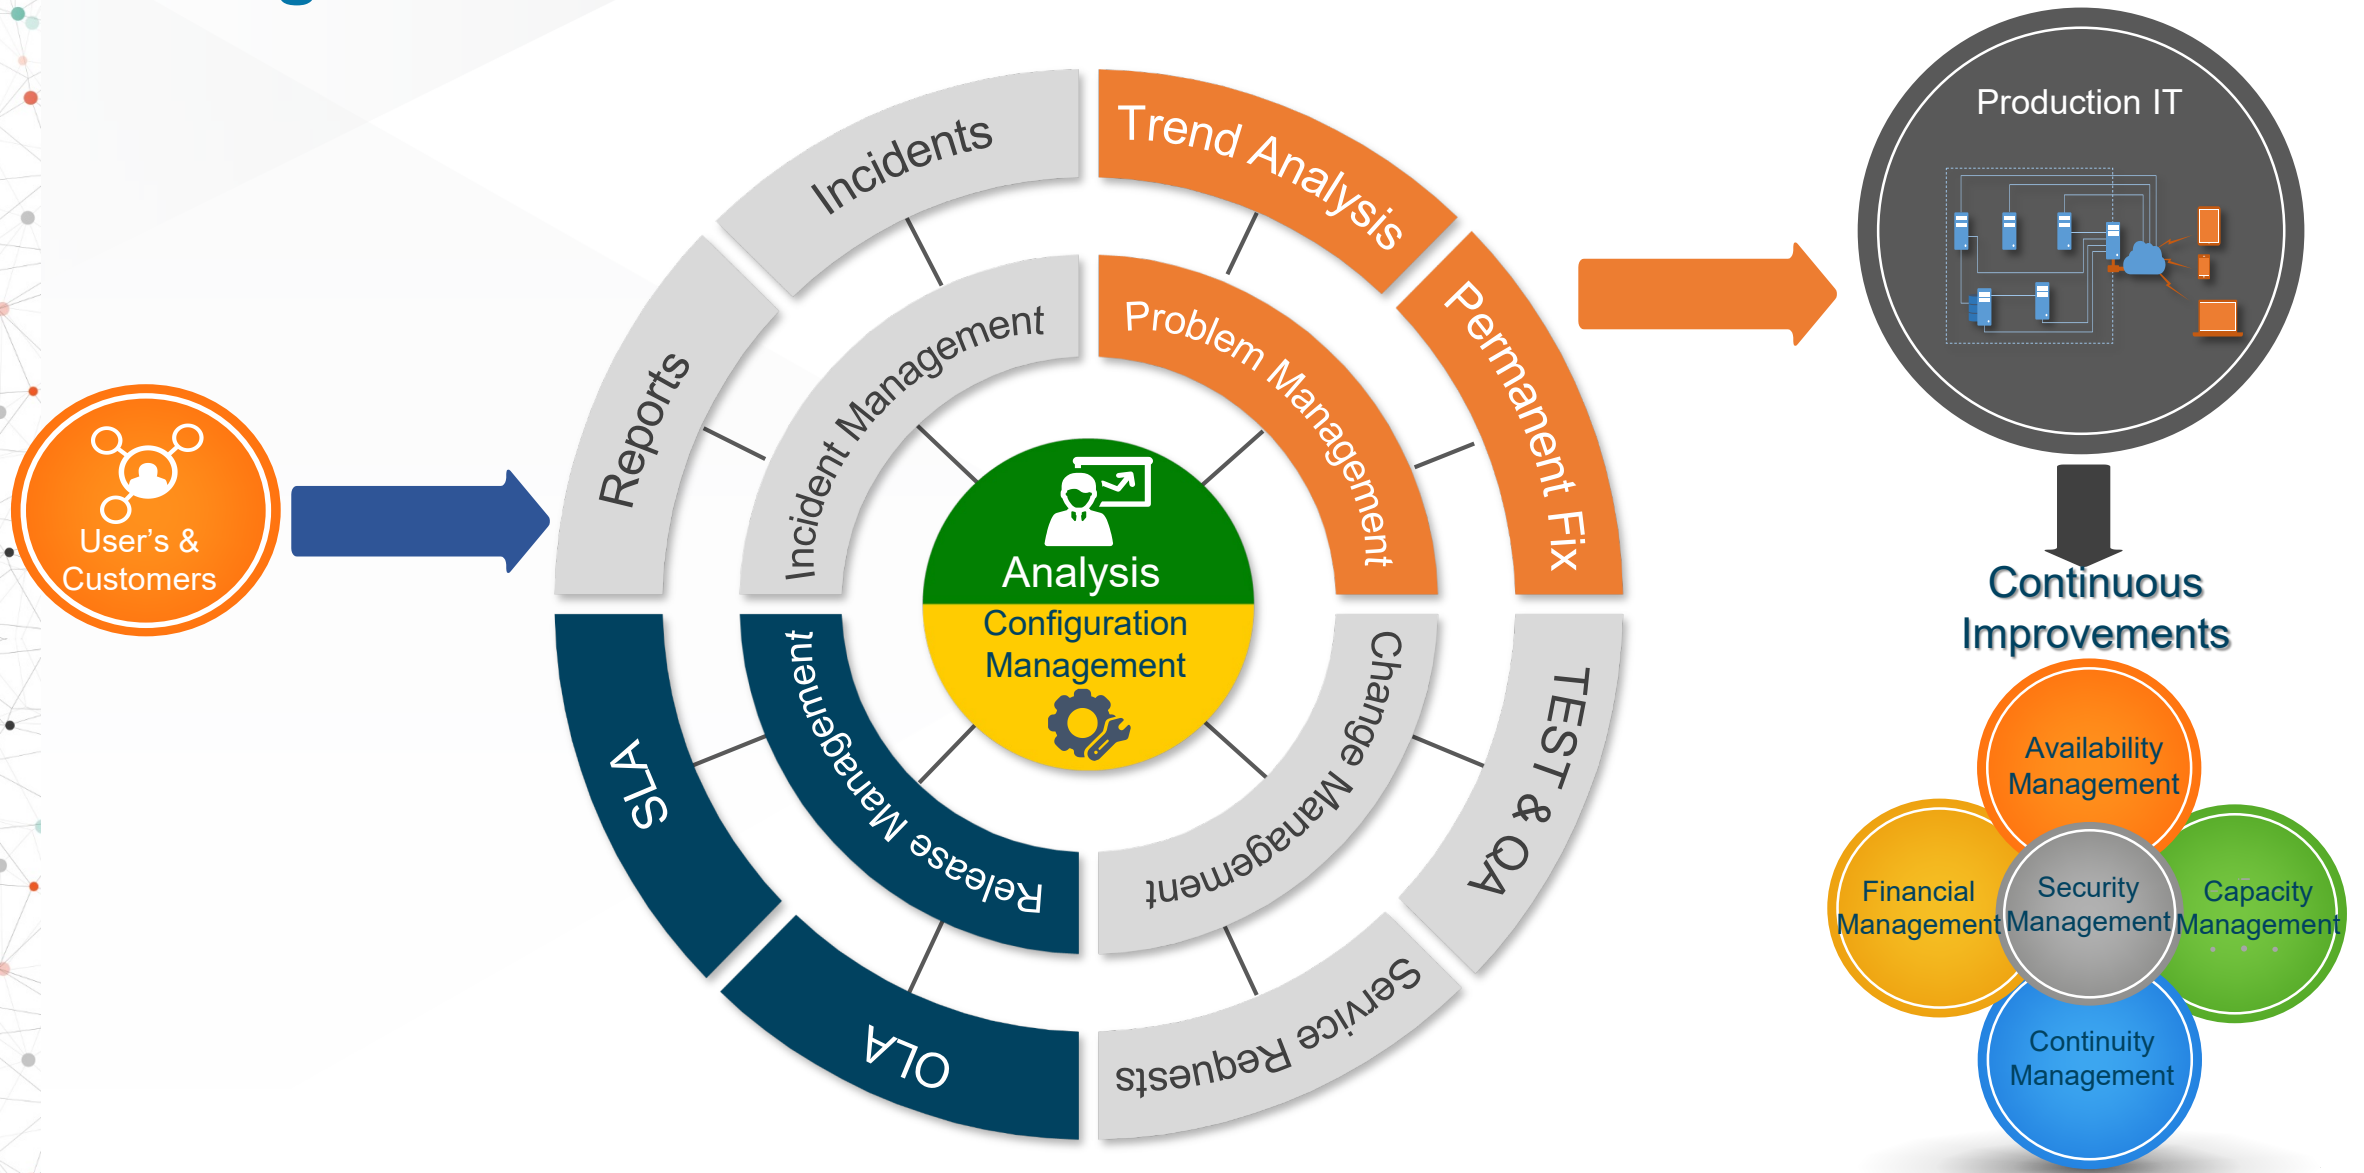 User's &
Customers
Reports
Incidents
Trend Analysis
Permanent Fix
TEST & QA
Service Requests
OLA
SLA
Incident Management
Problem Management
Change Management
Release Management
Analysis
Configuration
Management
Production IT
Continuous
Improvements
Availability
Management
Financial
Management
Security
Management
Capacity
Management
Continuity
Management